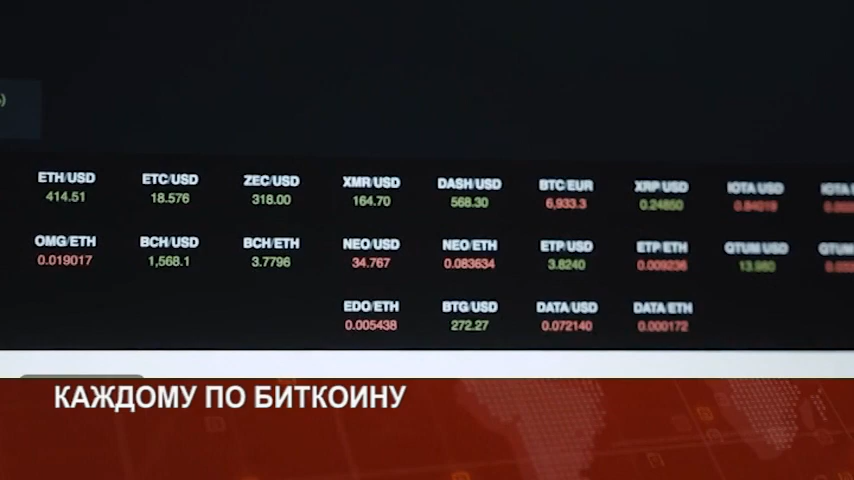 ETH/USD ETC/USD ZEC/USD XMR/USD DASH/USD BTC/EUR XRP/USD IOTA/USD
414.51 18.576 318.00 164.70 568.30 6,933.3 0.24850
OMG/ETH BCH/USD BCH/ETH NEO/USD NEO/ETH ETP/USD ETP/ETH QTUM/USD
0.019017 1,568.1 3.7796 34.767 0.083634 3.8240 0.009236 13.980
EDO/ETH BTG/USD DATA/USD DATA/ETH
0.005438 272.27 0.072140 0.000172
КАЖДОМУ ПО БИТКОИНУ